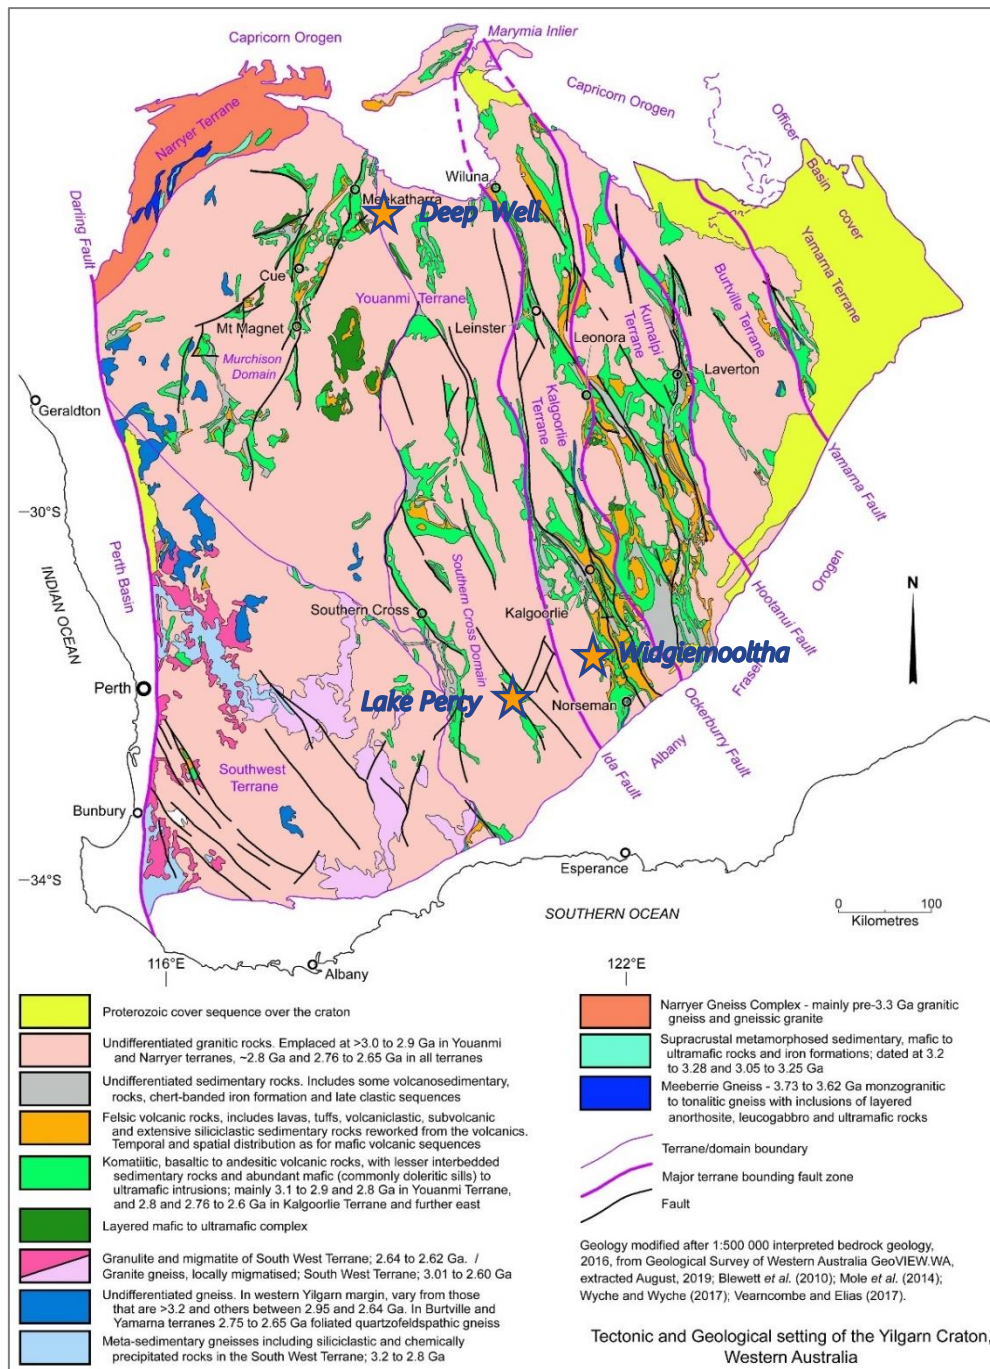 Capricorn Orogen
Marymia Inlier
Capricorn Orogen
Officer
Basin
cover
Narryer Terrane
Wiluna
Meekatharra
Deep Well
Yamarna Terrane
Darling Fault
Cue
Youanmi Terrane
Burtville Terrane
Mt Magnet
Leinster
Kurnalpi
Terrane
Leonora
Murchison
Domain
Laverton
Geraldton
Kalgoorlie
Terrane
Yamarna Fault
30°S
Perth Basin
Orogen
INDIAN OCEAN
Southern Cross
Southern Cross Domain
Kalgoorlie
Hootanui Fault
N
Widgiemooltha
Fraser
Perth
Lake Percy
Norseman
Ockerburry Fault
Albany
Ida Fault
Southwest
Terrane
Bunbury
Esperance
34°S
SOUTHERN OCEAN
0 100
Kilometres
116°E
Albany
122°E
Proterozoic cover sequence over the craton
Undifferentiated granitic rocks. Emplaced at >3.0 to 2.9 Ga in Youanmi
and Narryer terranes, ~2.8 Ga and 2.76 to 2.65 Ga in all terranes
Undifferentiated sedimentary rocks. Includes some volcanosedimentary,
rocks, chert-banded iron formation and late clastic sequences
Felsic volcanic rocks, includes lavas, tuffs, volcaniclastic, subvolcanic
and extensive siliciclastic sedimentary rocks reworked from the volcanics.
Temporal and spatial distribution as for mafic volcanic sequences
Komatiitic, basaltic to andesitic volcanic rocks, with lesser interbedded
sedimentary rocks and abundant mafic (commonly doleritic sills) to
ultramafic intrusions; mainly 3.1 to 2.9 and 2.8 Ga in Youanmi Terrane,
and 2.8 and 2.76 to 2.6 Ga in Kalgoorlie Terrane and further east
Layered mafic to ultramafic complex
Granulite and migmatite of South West Terrane; 2.64 to 2.62 Ga. /
Granite gneiss, locally migmatised; South West Terrane; 3.01 to 2.60 Ga
Undifferentiated gneiss. In western Yilgarn margin, vary from those
that are >3.2 and others between 2.95 and 2.64 Ga. In Burtville and
Yamarna terranes 2.75 to 2.65 Ga foliated quartzofeldspathic gneiss
Meta-sedimentary gneisses including siliciclastic and chemically
precipitated rocks in the South West Terrane; 3.2 to 2.8 Ga
Narryer Gneiss Complex - mainly pre-3.3 Ga granitic
gneiss and gneissic granite
Supracrustal metamorphosed sedimentary, mafic to
ultramafic rocks and iron formations; dated at 3.2
to 3.28 and 3.05 to 3.25 Ga
Meeberrie Gneiss - 3.73 to 3.62 Ga monzogranitic
to tonalitic gneiss with inclusions of layered
anorthosite, leucogabbro and ultramafic rocks
Terrane/domain boundary
Major terrane bounding fault zone
Fault
Geology modified after 1:500 000 interpreted bedrock geology,
2016, from Geological Survey of Western Australia GeoVIEW.WA,
extracted August, 2019; Blewett et al. (2010); Mole et al. (2014);
Wyche and Wyche (2017); Vearncombe and Elias (2017).
Tectonic and Geological setting of the Yilgarn Craton,
Western Australia